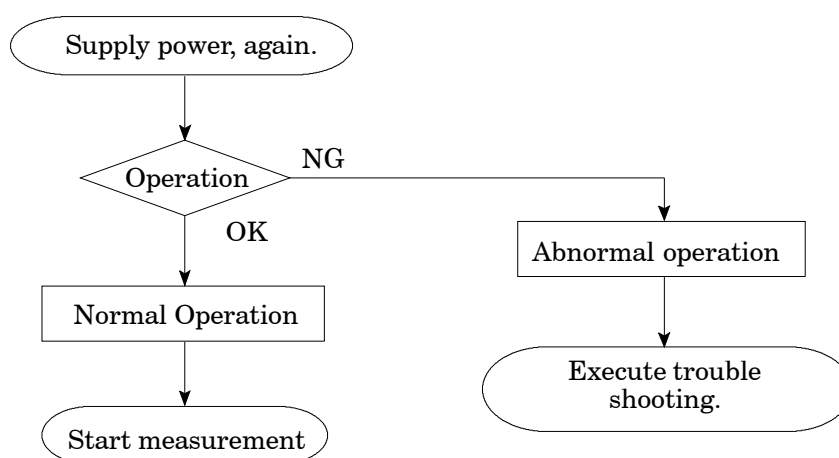 Supply power, again.
Operation
NG
OK
Abnormal operation
Normal Operation
Execute trouble
shooting.
Start measurement